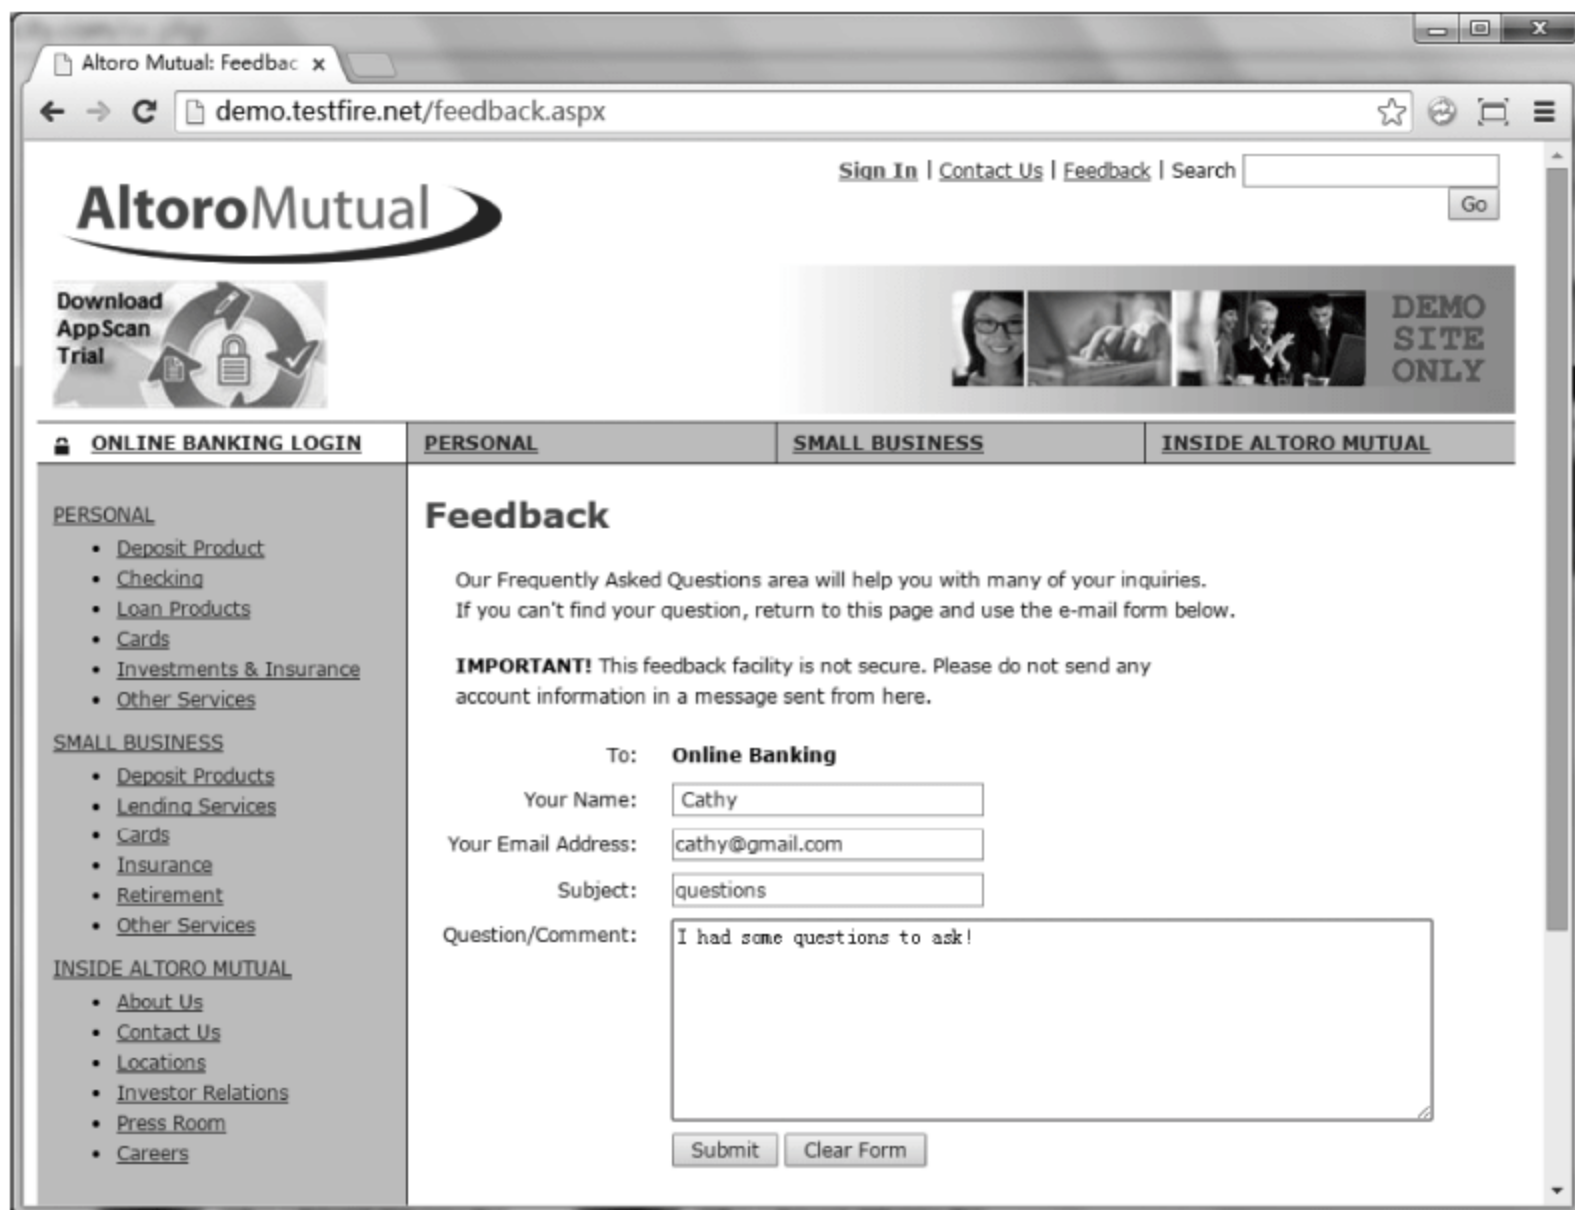 Altoro Mutual: Feedbac x
demo.testfire.net/feedback.aspx
Sign In | Contact Us | Feedback | Search
Go
AltoroMutual
Download
AppScan
Trial
DEMO
SITE
ONLY
ONLINE BANKING LOGIN
PERSONAL
SMALL BUSINESS
INSIDE ALTORO MUTUAL
PERSONAL
• Deposit Product
• Checking
• Loan Products
• Cards
• Investments & Insurance
• Other Services
SMALL BUSINESS
• Deposit Products
• Lending Services
• Cards
• Insurance
• Retirement
• Other Services
INSIDE ALTORO MUTUAL
• About Us
• Contact Us
• Locations
• Investor Relations
• Press Room
• Careers
Feedback
Our Frequently Asked Questions area will help you with many of your inquiries.
If you can't find your question, return to this page and use the e-mail form below.
IMPORTANT! This feedback facility is not secure. Please do not send any
account information in a message sent from here.
To: Online Banking
Your Name: Cathy
Your Email Address: cathy@gmail.com
Subject: questions
Question/Comment: I had some questions to ask!
Submit Clear Form